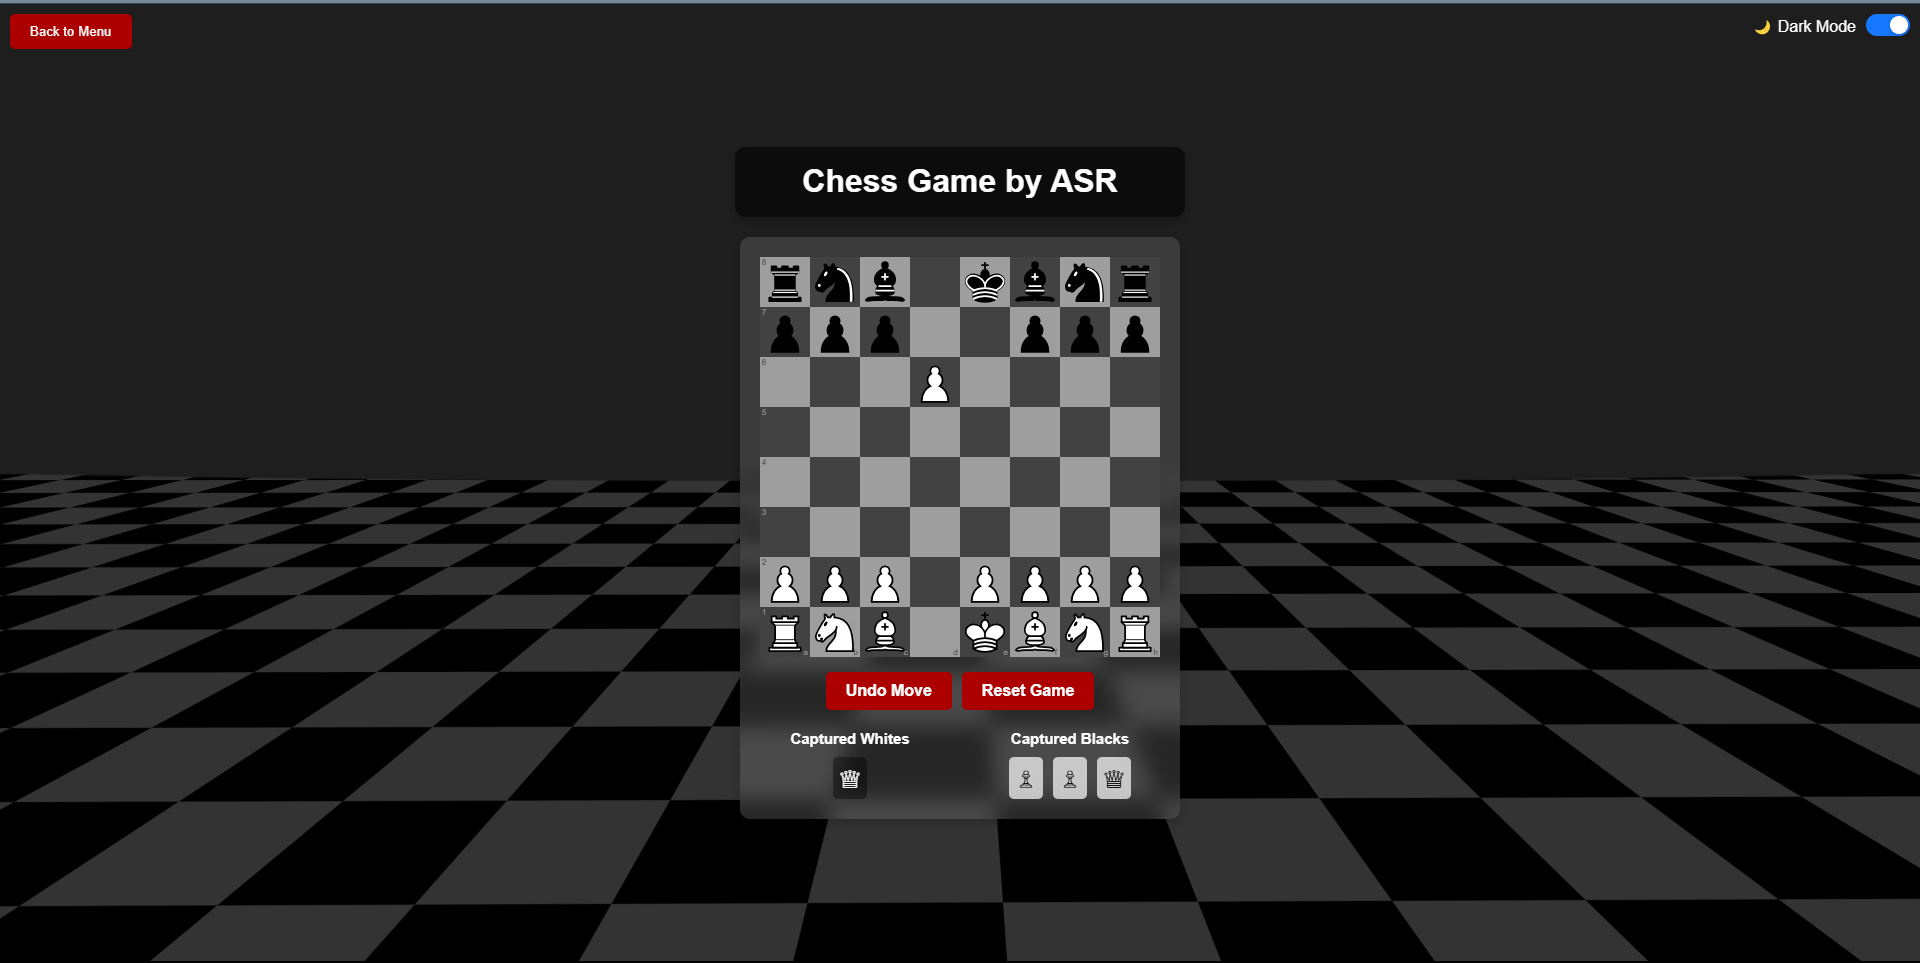 Back to Menu
🌙 Dark Mode
Chess Game by ASR
8
7
6
5
4
3
2
1
a b c d e f g h
Undo Move Reset Game
Captured Whites Captured Blacks